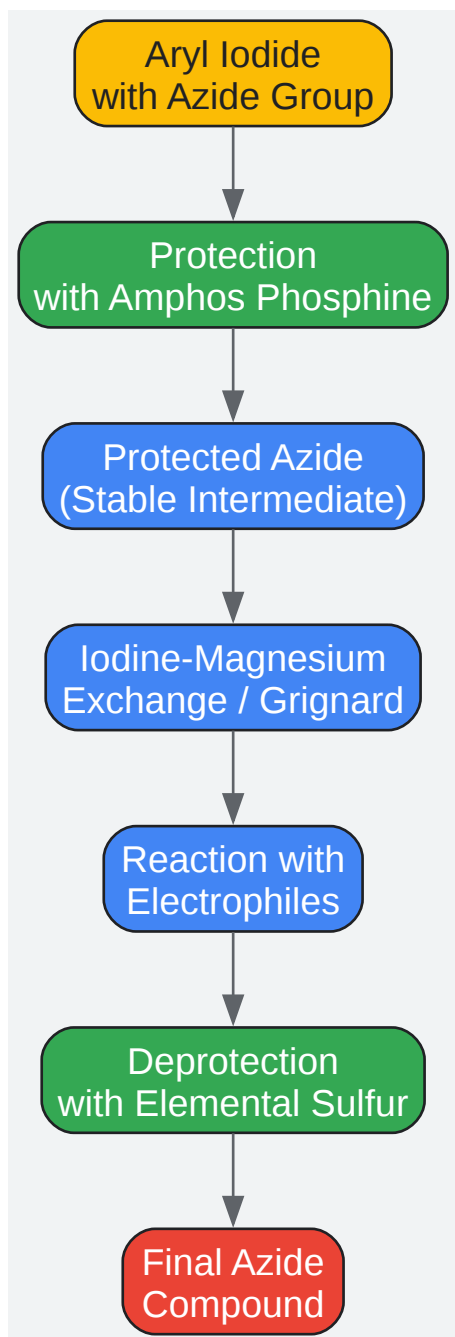 Aryl Iodide
with Azide Group
Protection
with Amphos Phosphine
Protected Azide
(Stable Intermediate)
Iodine-Magnesium
Exchange / Grignard
Reaction with
Electrophiles
Deprotection
with Elemental Sulfur
Final Azide
Compound